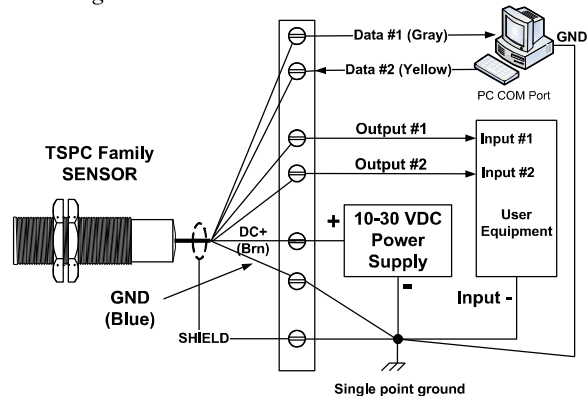 Data #1 (Gray)
GND
Data #2 (Yellow)
PC COM Port
Output #1
Input #1
TSPC Family
SENSOR
Output #2
Input #2
DC+
(Brn)
+
10-30 VDC
Power
Supply
-
User
Equipment
GND
(Blue)
Input -
SHIELD
Single point ground